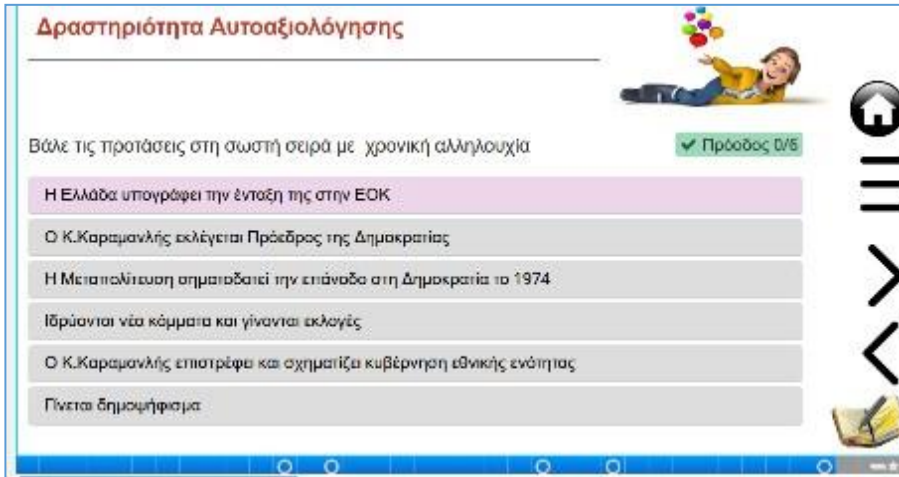 Δραστηριότητα Αυτοαξιολόγησης
Βάλε τις προτάσεις στη σωστή σειρά με χρονική αλληλουχία
✔ Πρόοδος 0/6
Η Ελλάδα υπογράφει την ένταξη της στην ΕΟΚ
Ο Κ.Καραμανλής εκλέγεται Πρόεδρος της Δημοκρατίας
Η Μεταπολίτευση σηματοδοτεί την επάνοδο στη Δημοκρατία το 1974
Ιδρύονται νέα κόμματα και γίνονται εκλογές
Ο Κ.Καραμανλής επιστρέφει και σχηματίζει κυβέρνηση εθνικής ενότητας
Γίνεται δημοψήφισμα